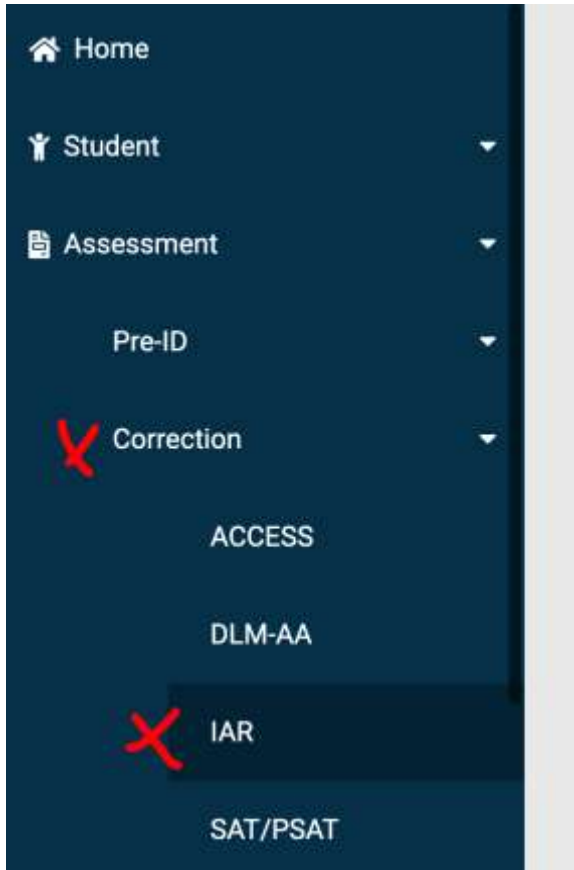 Home
Student
Assessment
Pre-ID
Correction
ACCESS
DLM-AA
IAR
SAT/PSAT